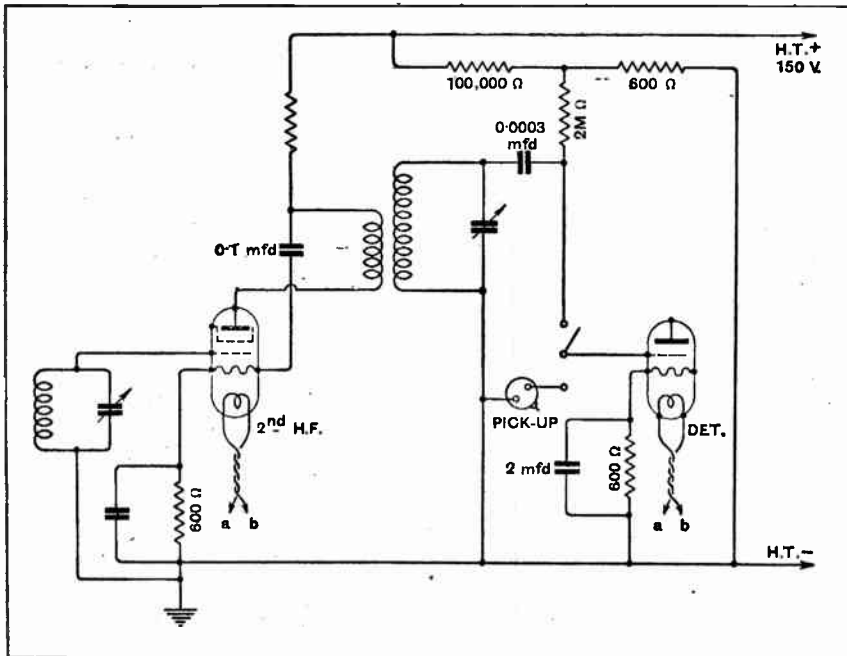 H.T.+
150 V.
100,000 Ω
600 Ω
2M Ω
0·0003
mfd
0·1 mfd
2nd H.F.
PICK-UP
DET.
2 mfd
600 Ω
600 Ω
a b
a b
H.T.-